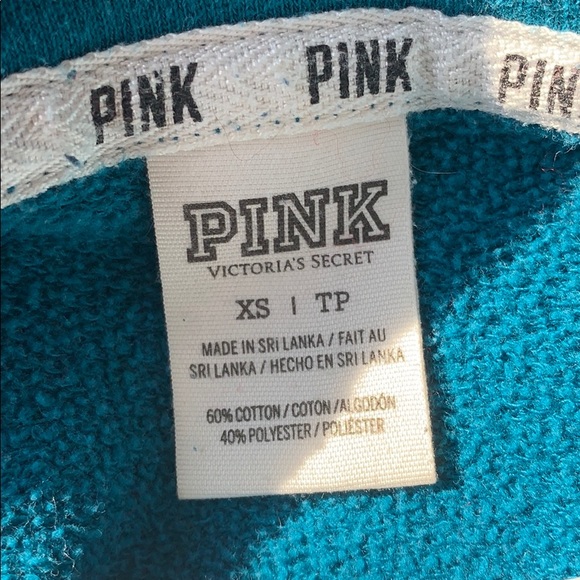 PINK PINK PIN
PINK
VICTORIA'S SECRET
XS | TP
MADE IN SRI LANKA / FAIT AU
SRI LANKA / HECHO EN SRI LANKA
60% COTTON / COTON / ALGODÓN
40% POLYESTER / POLIÉSTER